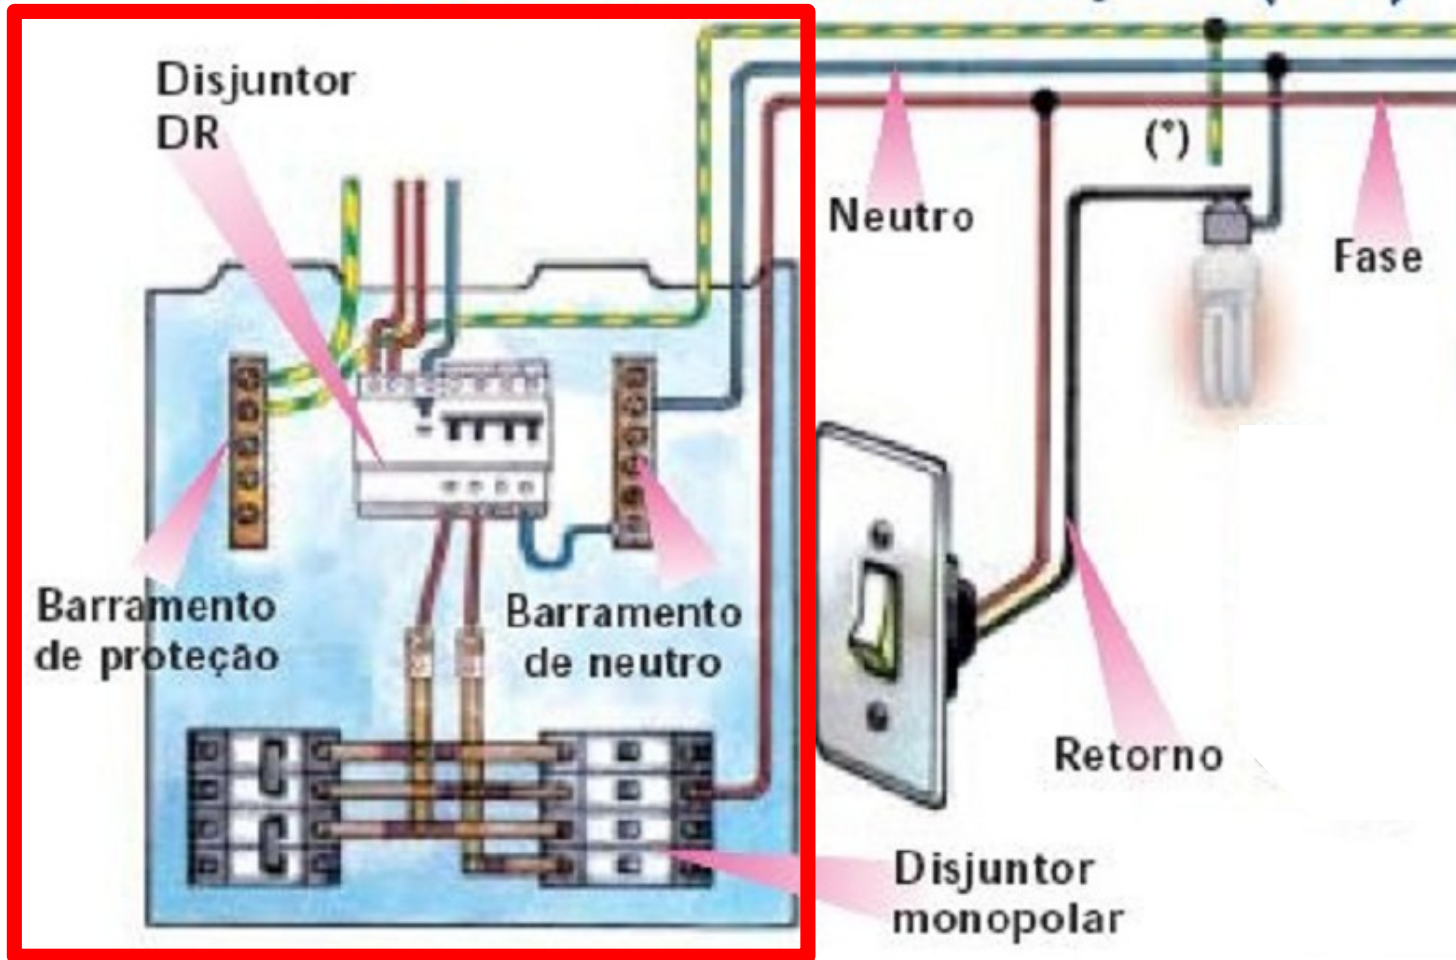 Disjuntor
DR
(*)
Neutro
Fase
Barramento
de proteção
Barramento
de neutro
Retorno
Disjuntor
monopolar